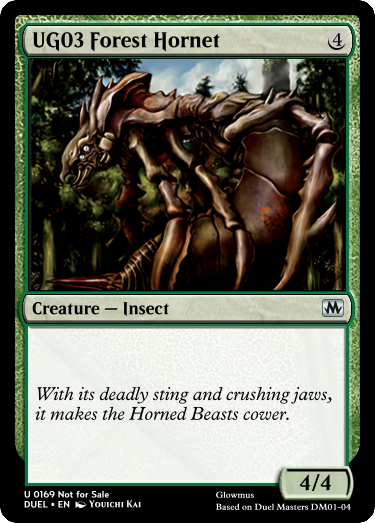 UG03 Forest Hornet
4
Creature — Insect
With its deadly sting and crushing jaws,
it makes the Horned Beasts cower.
4/4
U 0169 Not for Sale
Glowmus
DUEL • EN Youichi Kai
Based on Duel Masters DM01-04